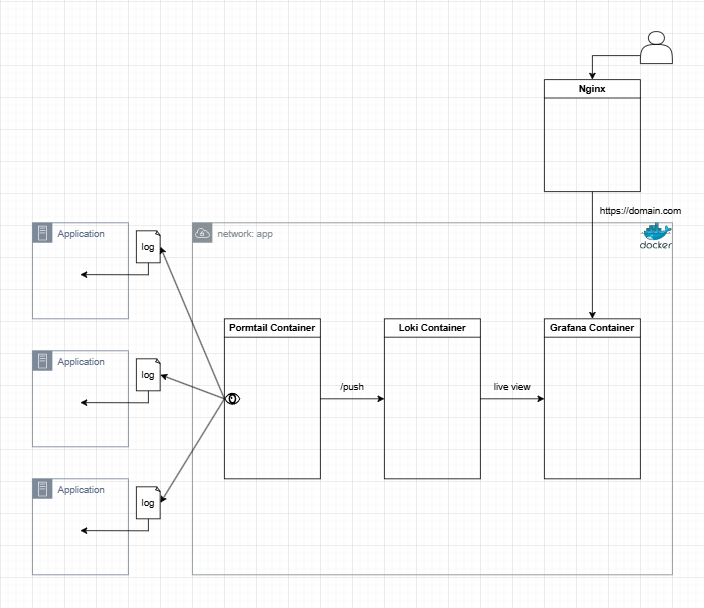 Nginx
https://domain.com
Application
log
network: app
docker
Pormtail Container
Loki Container
Grafana Container
Application
log
/push
live view
Application
log